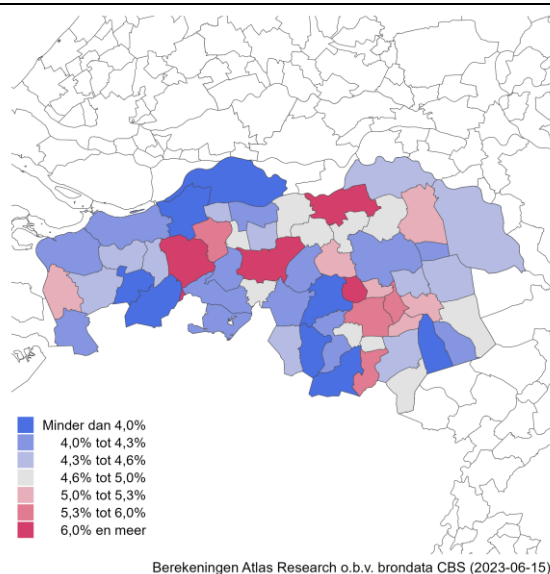 Minder dan 4,0%
4,0% tot 4,3%
4,3% tot 4,6%
4,6% tot 5,0%
5,0% tot 5,3%
5,3% tot 6,0%
6,0% en meer
Berekeningen Atlas Research o.b.v. brondata CBS (2023-06-15)